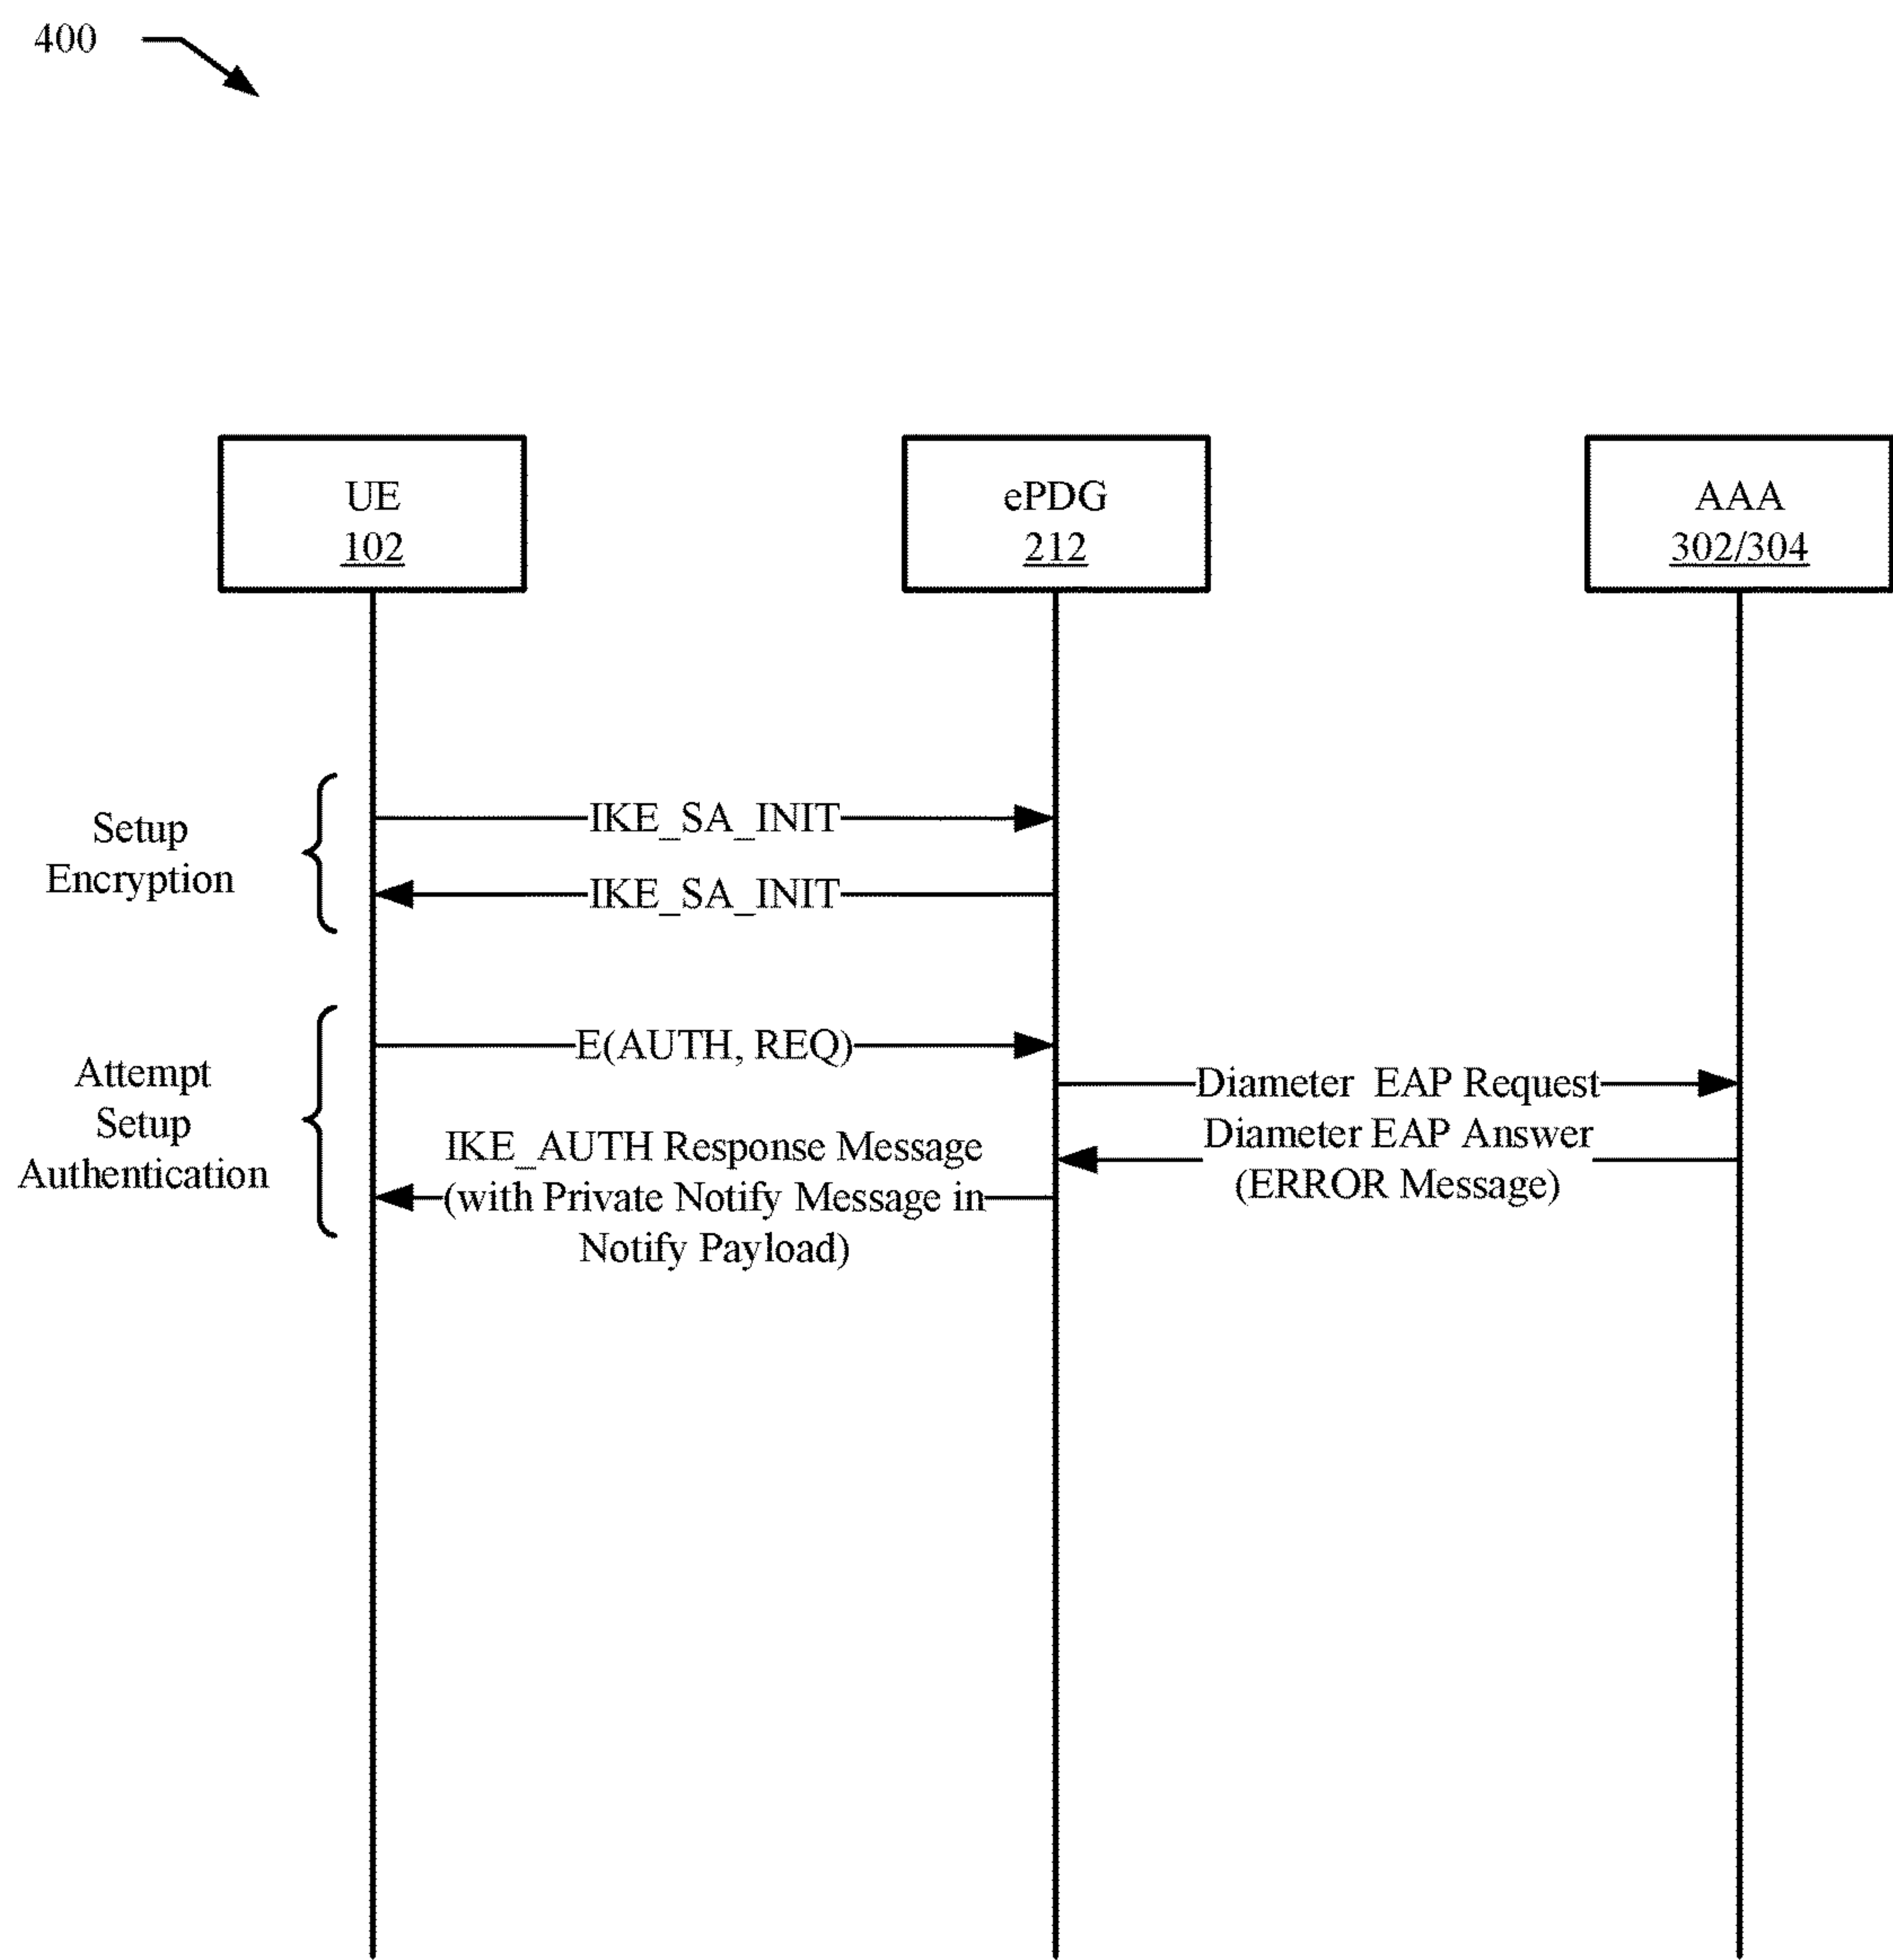 400
UE
102
ePDG
212
AAA
302/304
Setup
Encryption
IKE_SA_INIT
IKE_SA_INIT
Attempt
Setup
Authentication
E(AUTH, REQ)
Diameter EAP Request
Diameter EAP Answer
(ERROR Message)
IKE_AUTH Response Message
(with Private Notify Message in
Notify Payload)